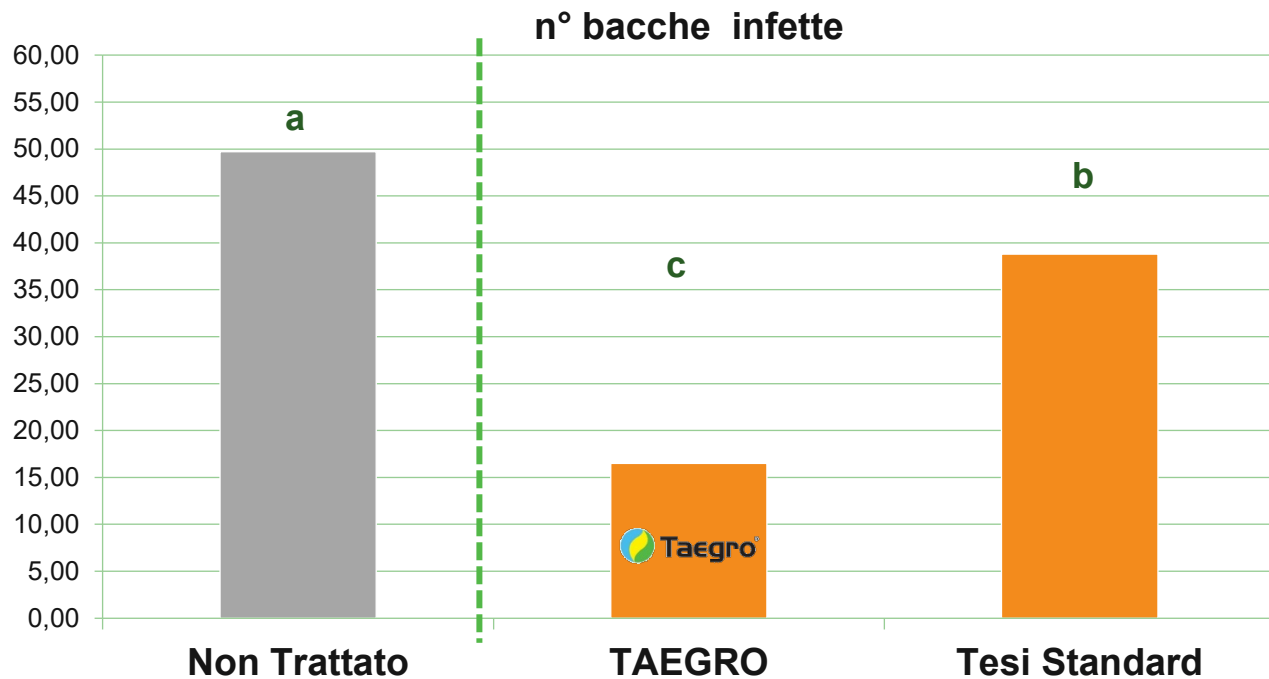 n° bacche infette
60,00
55,00
50,00
45,00
40,00
35,00
30,00
25,00
20,00
15,00
10,00
5,00
0,00
a
c
b
Taegro®
Non Trattato TAEGRO Tesi Standard